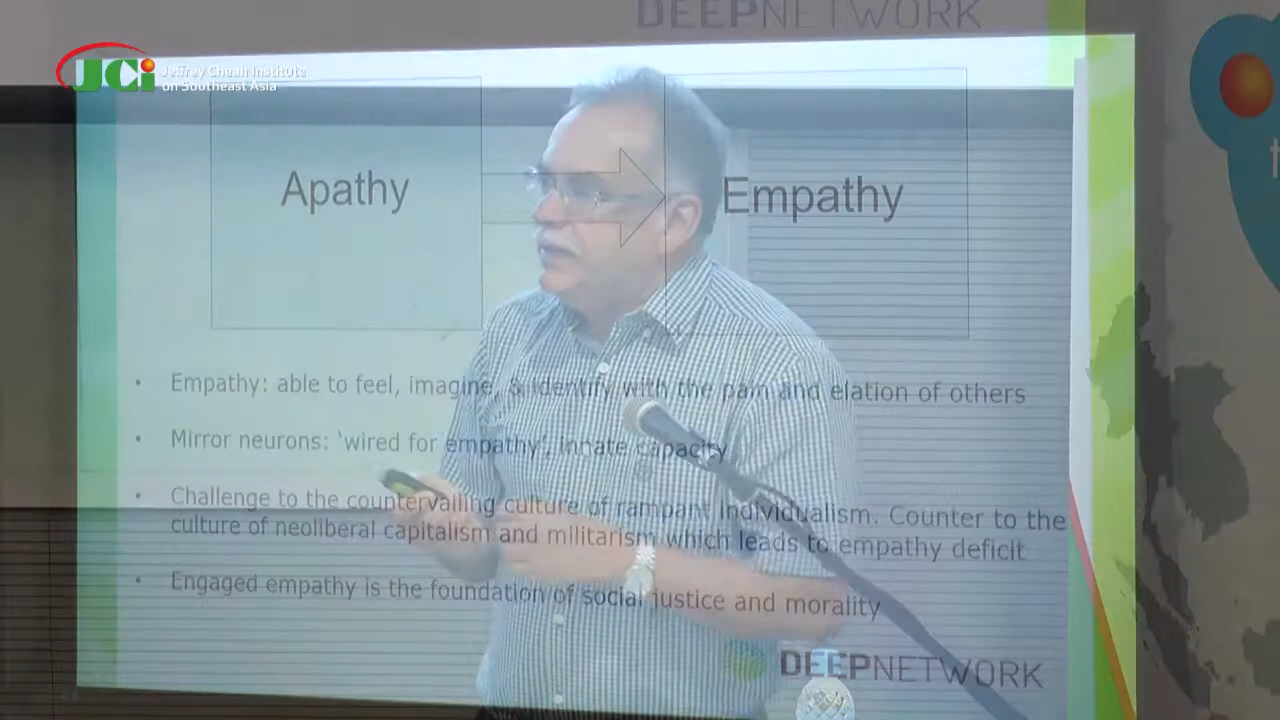 DEEPNETWORK
JCi Jeffrey Cheah Institute
on Southeast Asia
Apathy
Empathy
• Empathy: able to feel, imagine, & identify with the pain and elation of others
• Mirror neurons: 'wired for empathy', innate capacity
• Challenge to the countervailing culture of rampant individualism. Counter to the
culture of neoliberal capitalism and militarism which leads to empathy deficit
• Engaged empathy is the foundation of social justice and morality
DEEPNETWORK